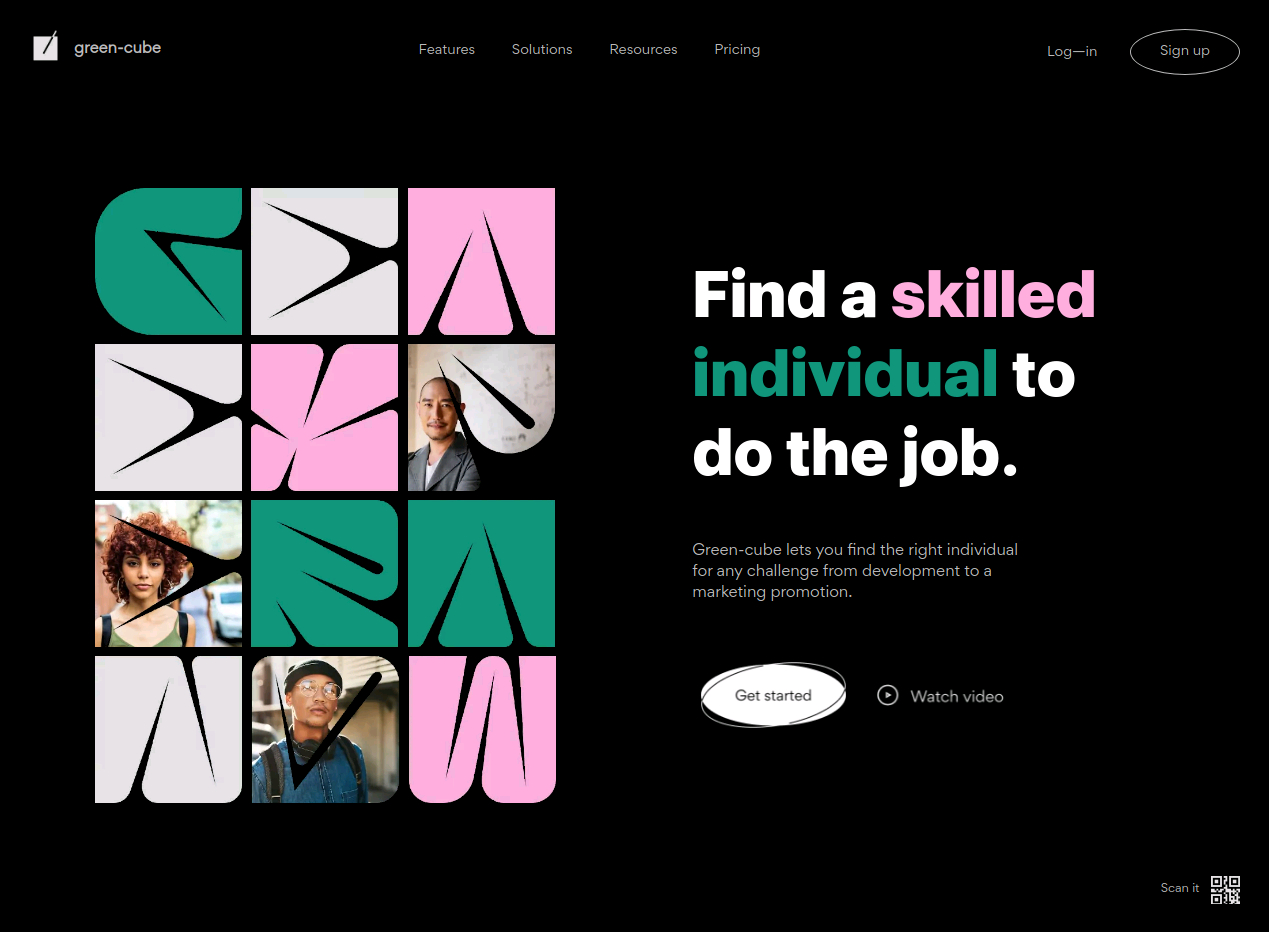 green-cube
Features
Solutions
Resources
Pricing
Log—in
Sign up
Find a skilled
individual to
do the job.
Green-cube lets you find the right individual
for any challenge from development to a
marketing promotion.
Get started
Watch video
Scan it